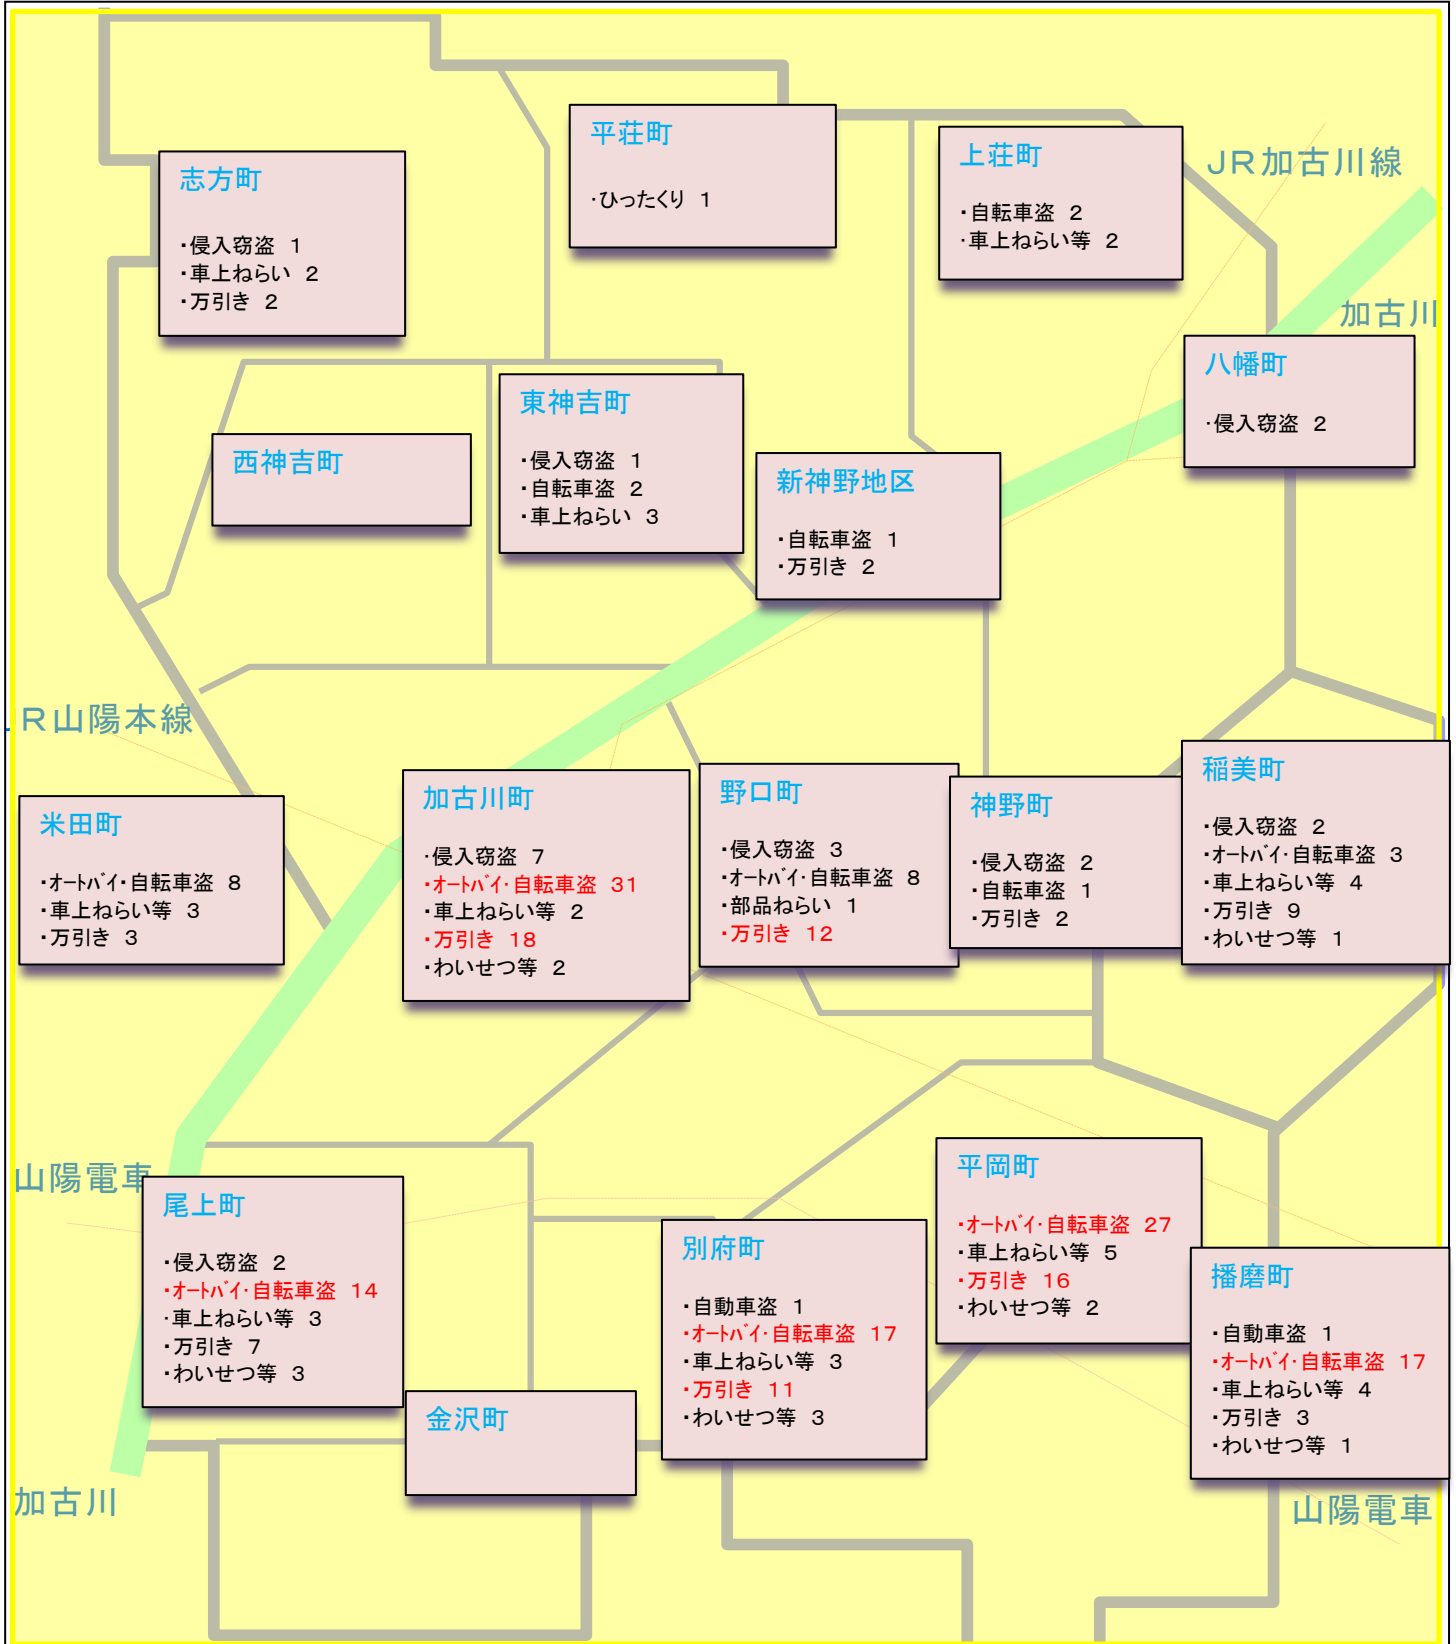 平荘町
・ひったくり 1
上荘町
・自転車盗 2
・車上ねらい等 2
JR加古川線
志方町
・侵入窃盗 1
・車上ねらい 2
・万引き 2
加古川
八幡町
・侵入窃盗 2
東神吉町
・侵入窃盗 1
・自転車盗 2
・車上ねらい 3
西神吉町
新神野地区
・自転車盗 1
・万引き 2
JR山陽本線
米田町
・オートバイ・自転車盗 8
・車上ねらい等 3
・万引き 3
加古川町
・侵入窃盗 7
・オートバイ・自転車盗 31
・車上ねらい等 2
・万引き 18
・わいせつ等 2
野口町
・侵入窃盗 3
・オートバイ・自転車盗 8
・部品ねらい 1
・万引き 12
神野町
・侵入窃盗 2
・自転車盗 1
・万引き 2
稲美町
・侵入窃盗 2
・オートバイ・自転車盗 3
・車上ねらい等 4
・万引き 9
・わいせつ等 1
山陽電車
尾上町
・侵入窃盗 2
・オートバイ・自転車盗 14
・車上ねらい等 3
・万引き 7
・わいせつ等 3
金沢町
別府町
・自動車盗 1
・オートバイ・自転車盗 17
・車上ねらい等 3
・万引き 11
・わいせつ等 3
平岡町
・オートバイ・自転車盗 27
・車上ねらい等 5
・万引き 16
・わいせつ等 2
播磨町
・自動車盗 1
・オートバイ・自転車盗 17
・車上ねらい等 4
・万引き 3
・わいせつ等 1
加古川
山陽電車